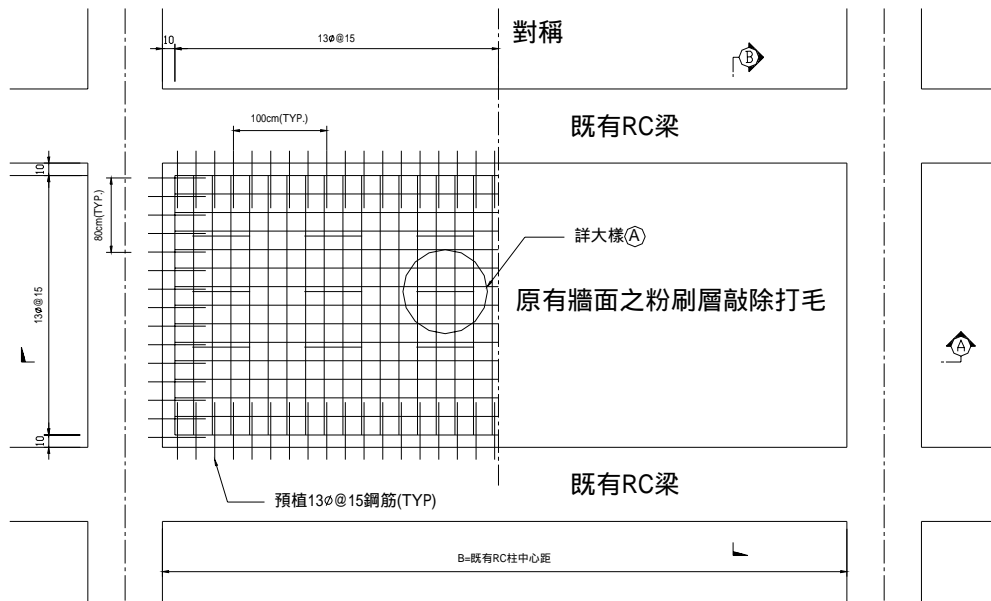 對稱
10
13ø@15
B
既有RC梁
100cm(TYP.)
10
80cm(TYP.)
13ø@15
詳大樣A
原有牆面之粉刷層敲除打毛
A
10
既有RC梁
預植13ø@15鋼筋(TYP)
B=既有RC柱中心距